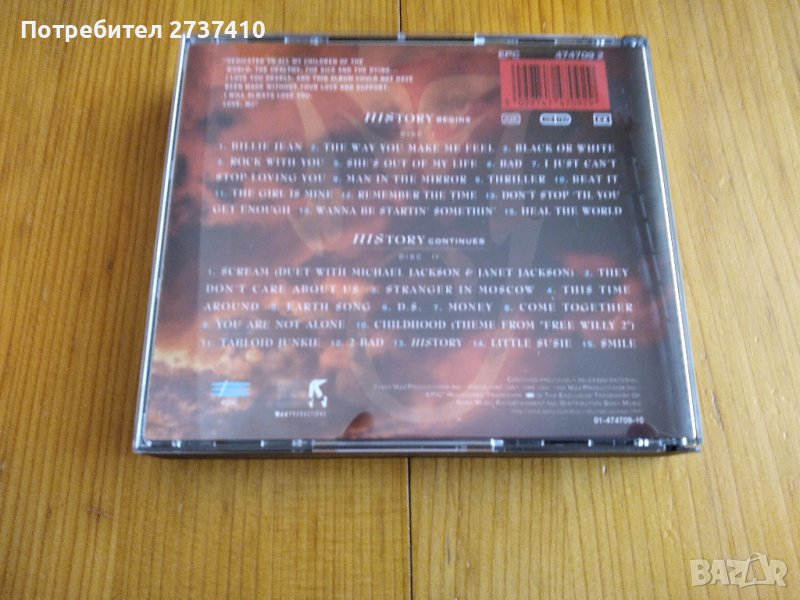 Потребител 2737410
"DEDICATED TO ALL MY CHILDREN OF THE
WORLD; THE HEALTHY, THE SICK AND THE DYING
I LOVE YOU DEARLY, AND THIS ALBUM COULD NOT HAVE
BEEN MADE WITHOUT YOUR LOVE AND SUPPORT.
I WILL ALWAYS LOVE YOU.
LOVE, MJ"
EPC 474709 2
HISTORY BEGINS
DISC I
1. BILLIE JEAN 2. THE WAY YOU MAKE ME FEEL 3. BLACK OR WHITE
4. ROCK WITH YOU 5. SHE'S OUT OF MY LIFE 6. BAD 7. I JUST CAN'T
STOP LOVING YOU 8. MAN IN THE MIRROR 9. THRILLER 10. BEAT IT
11. THE GIRL IS MINE 12. REMEMBER THE TIME 13. DON'T STOP 'TIL YOU
GET ENOUGH 14. WANNA BE STARTIN' SOMETHIN' 15. HEAL THE WORLD
HISTORY CONTINUES
DISC II
1. SCREAM (DUET WITH MICHAEL JACKSON & JANET JACKSON) 2. THEY
DON'T CARE ABOUT US 3. STRANGER IN MOSCOW 4. THIS TIME
AROUND 5. EARTH SONG 6. D.S. 7. MONEY 8. COME TOGETHER
9. YOU ARE NOT ALONE 10. CHILDHOOD (THEME FROM "FREE WILLY 2")
11. TABLOID JUNKIE 12. 2 BAD 13. HISTORY 14. LITTLE SUSIE 15. SMILE
epic
MJJ PRODUCTIONS
CONTAINS PREVIOUSLY RELEASED MATERIAL.
01-474709-10
BAZAR